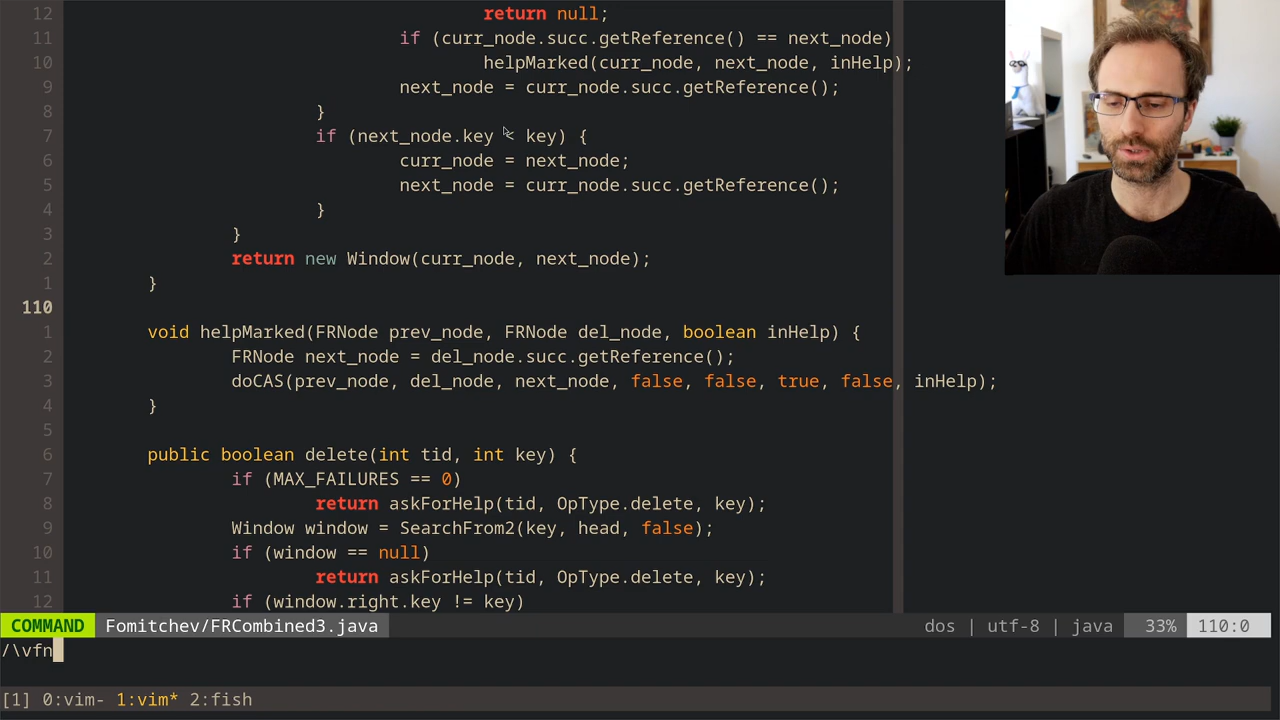 12 return null;
11 if (curr_node.succ.getReference() == next_node)
10 helpMarked(curr_node, next_node, inHelp);
9 next_node = curr_node.succ.getReference();
8 }
7 if (next_node.key < key) {
6 curr_node = next_node;
5 next_node = curr_node.succ.getReference();
4 }
3 }
2 return new Window(curr_node, next_node);
1 }
110
1 void helpMarked(FRNode prev_node, FRNode del_node, boolean inHelp) {
2 FRNode next_node = del_node.succ.getReference();
3 doCAS(prev_node, del_node, next_node, false, false, true, false, inHelp);
4 }
5
6 public boolean delete(int tid, int key) {
7 if (MAX_FAILURES == 0)
8 return askForHelp(tid, OpType.delete, key);
9 Window window = SearchFrom2(key, head, false);
10 if (window == null)
11 return askForHelp(tid, OpType.delete, key);
12 if (window.right.key != key)
COMMAND Fomitchev/FRCombined3.java dos | utf-8 | java 33% 110:0
/\vfn
[1] 0:vim- 1:vim* 2:fish